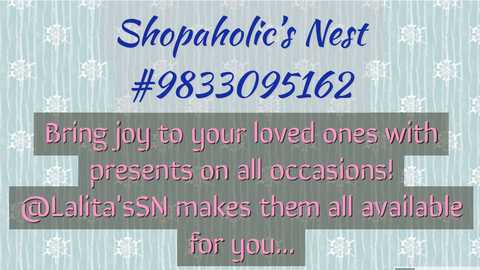 Shopaholic's Nest
#9833095162
Bring joy to your loved ones with
presents on all occasions!
@Lalita'sSN makes them all available
for you...